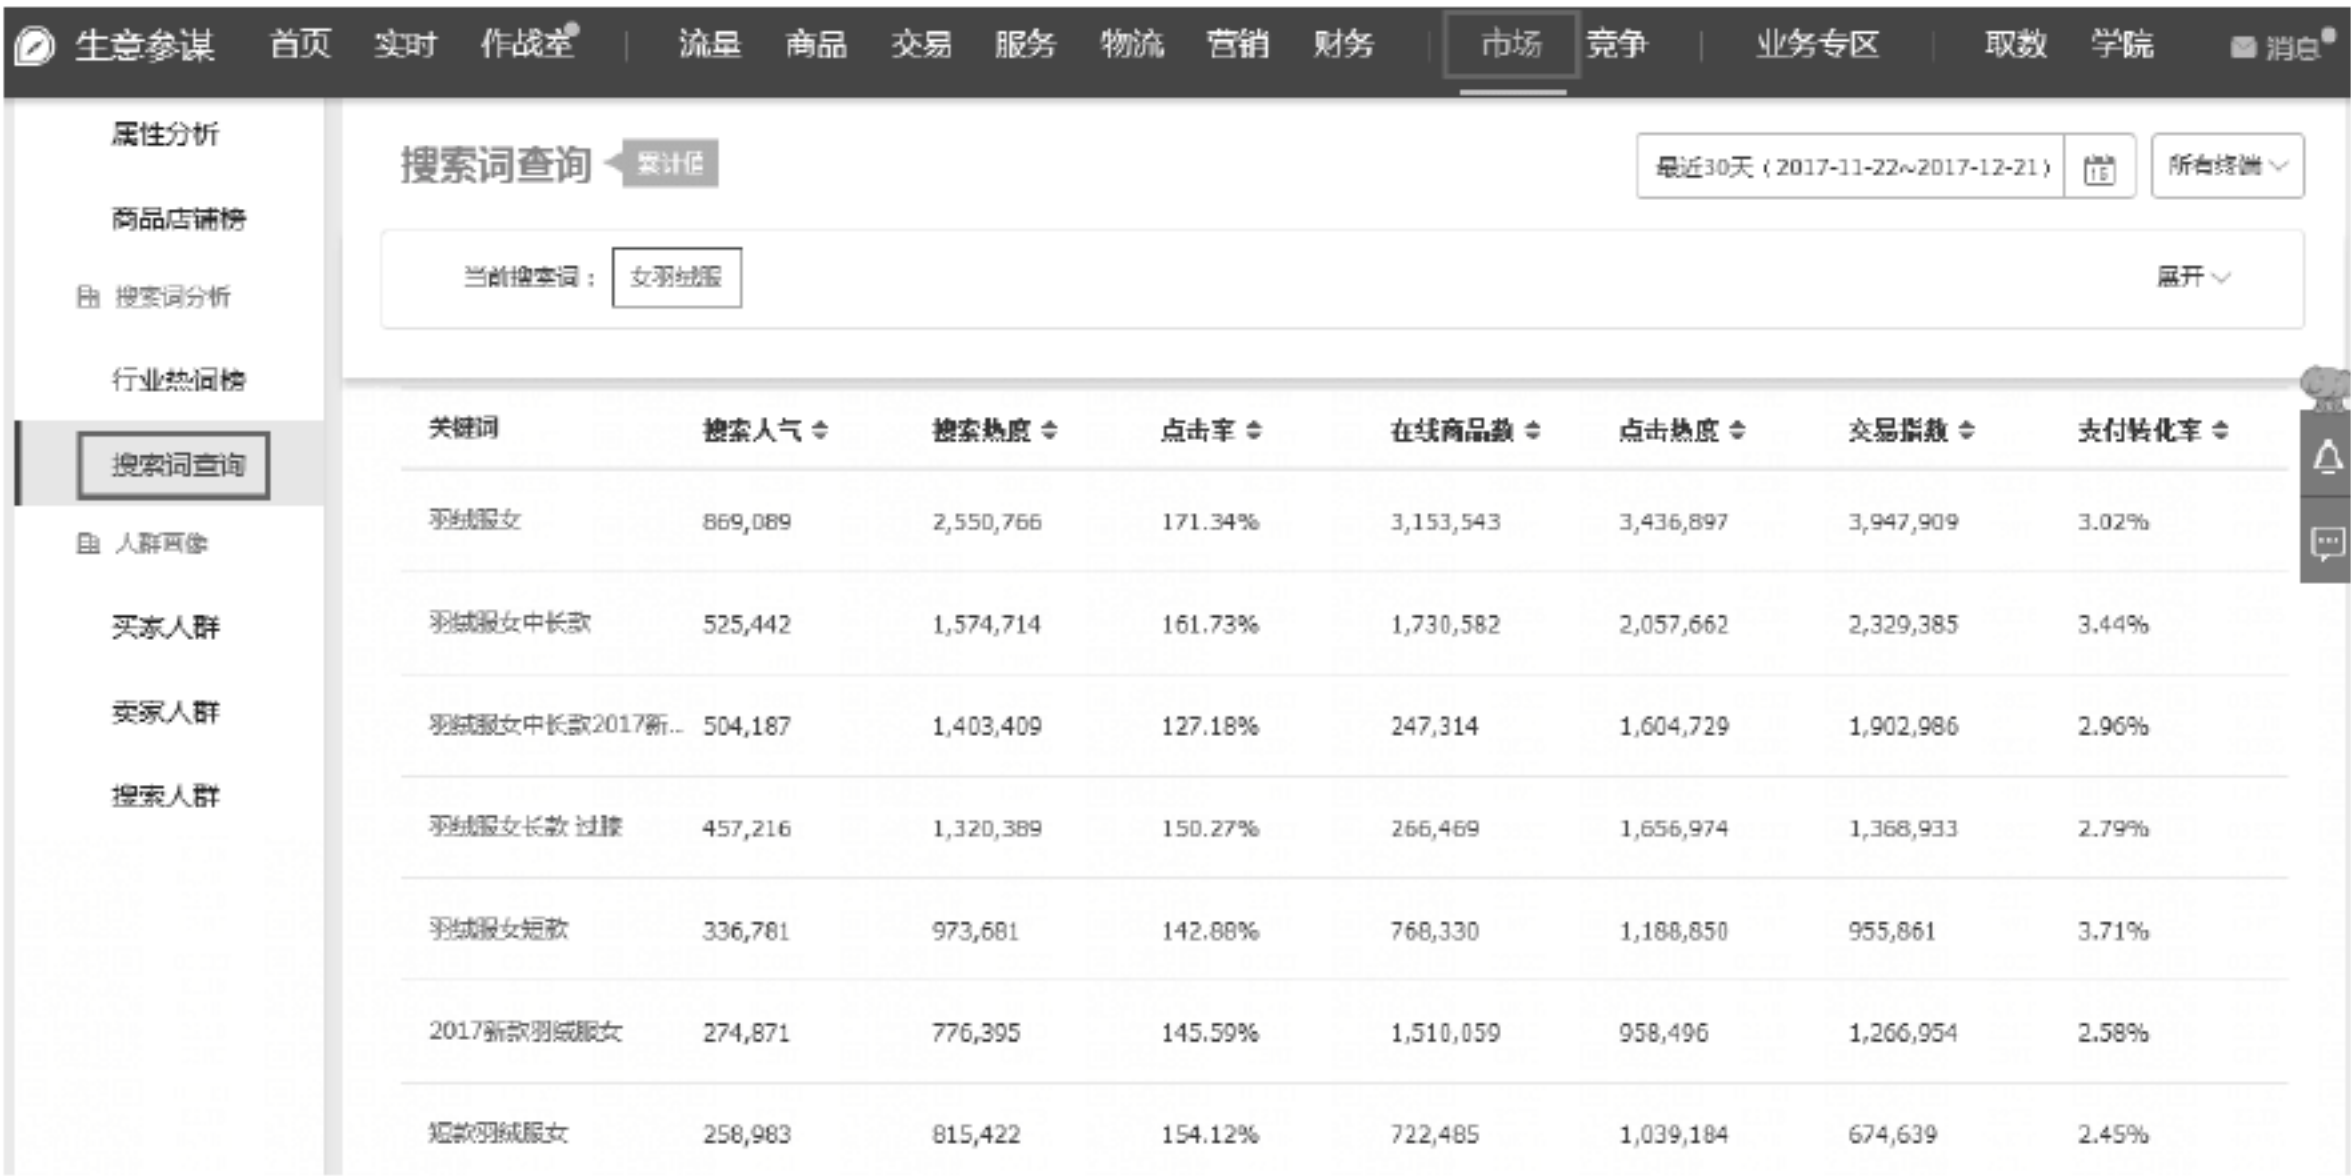 生意参谋 首页 实时 作战室 流量 商品 交易 服务 物流 营销 财务 市场 竞争 业务专区 取数 学院 消息
属性分析
商品店铺榜
搜索词分析
行业热词榜
搜索词查询
人群画像
买家人群
卖家人群
搜索人群
搜索词查询 累计值 最近30天（2017-11-22~2017-12-21） 15 所有终端
当前搜索词： 女羽绒服 展开
关键词 搜索人气 搜索热度 点击率 在线商品数 点击热度 交易指数 支付转化率
羽绒服女 869,089 2,550,766 171.34% 3,153,543 3,436,897 3,947,909 3.02%
羽绒服女中长款 525,442 1,574,714 161.73% 1,730,582 2,057,662 2,329,385 3.44%
羽绒服女中长款2017新... 504,187 1,403,409 127.18% 247,314 1,604,729 1,902,986 2.96%
羽绒服女长款 过膝 457,216 1,320,389 150.27% 266,469 1,656,974 1,368,933 2.79%
羽绒服女短款 336,781 973,681 142.88% 768,330 1,188,850 955,861 3.71%
2017新款羽绒服女 274,871 776,395 145.59% 1,510,059 958,496 1,266,954 2.58%
短款羽绒服女 258,983 815,422 154.12% 722,485 1,039,184 674,639 2.45%